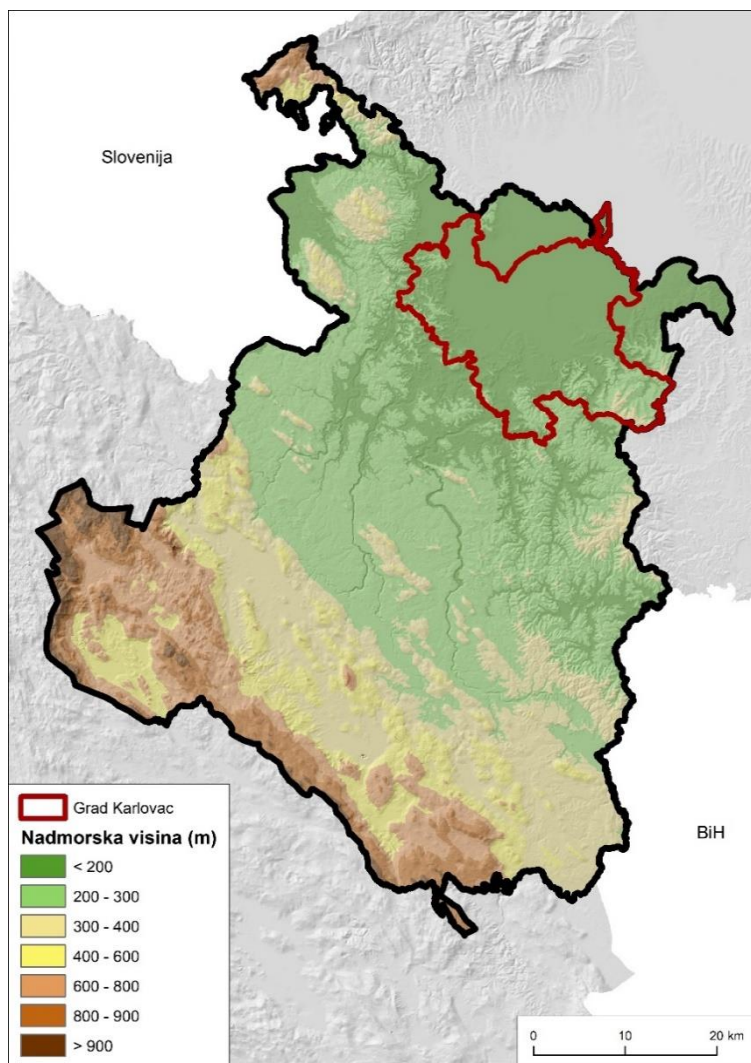 Slovenija
BiH
Grad Karlovac
Nadmorska visina (m)
< 200
200 - 300
300 - 400
400 - 600
600 - 800
800 - 900
> 900
0 10 20 km